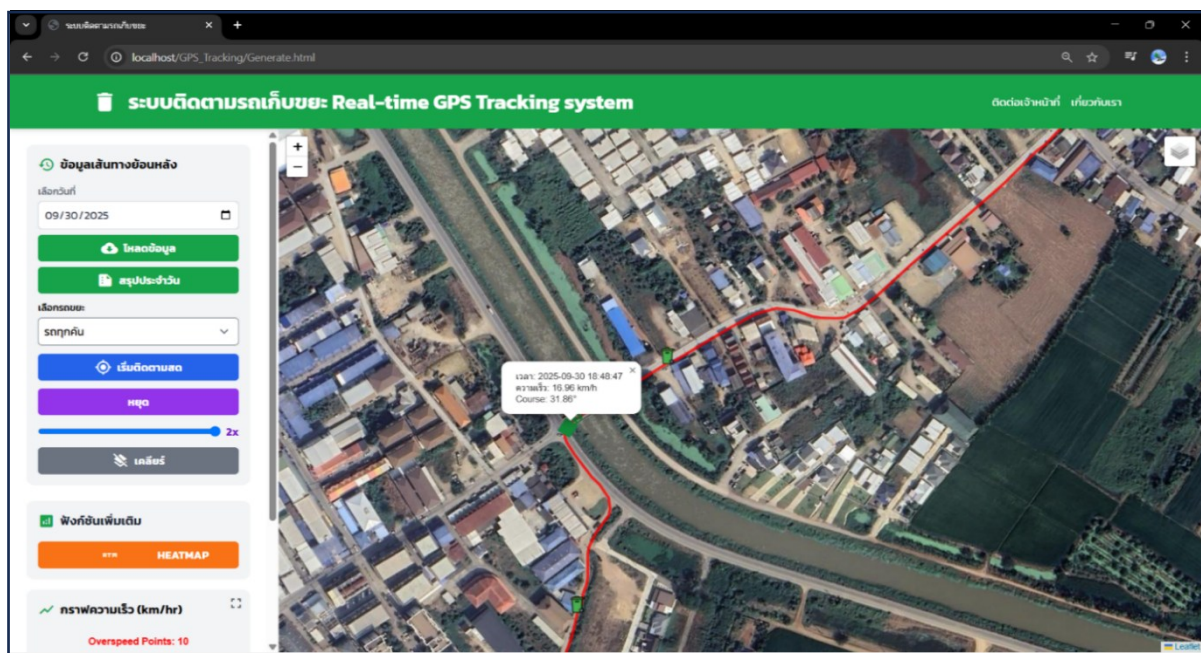 ระบบติดตามรถเก็บขยะ
localhost/GPS_Tracking/Generate.html
ระบบติดตามรถเก็บขยะ Real-time GPS Tracking system
ติดต่อเจ้าหน้าที่ เกี่ยวกับเรา
ข้อมูลเส้นทางย้อนหลัง
เลือกวันที่
09/30/2025
โหลดข้อมูล
สรุปประจำวัน
เลือกรถขยะ
รถทุกคัน
เริ่มติดตามสด
หยุด
2x
เคลียร์
ฟังก์ชันเพิ่มเติม
HEATMAP
กราฟความเร็ว (km/hr)
Overspeed Points: 10
+
−
เวลา: 2025-09-30 18:48:47
ความเร็ว: 16.96 km/h
Course: 31.86°
Leaflet